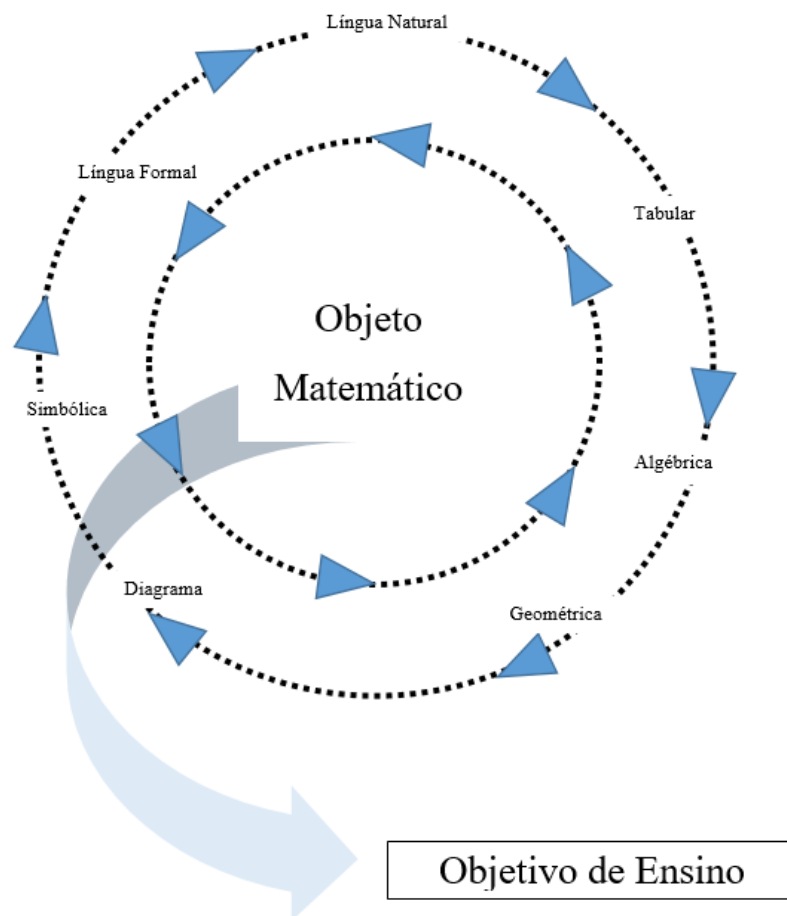 Língua Natural
Língua Formal
Tabular
Objeto
Matemático
Simbólica
Algébrica
Diagrama
Geométrica
Objetivo de Ensino